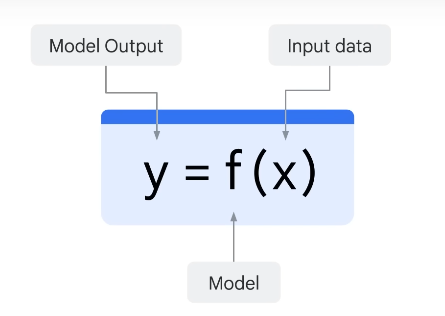 Model Output
Input data
y = f(x)
Model